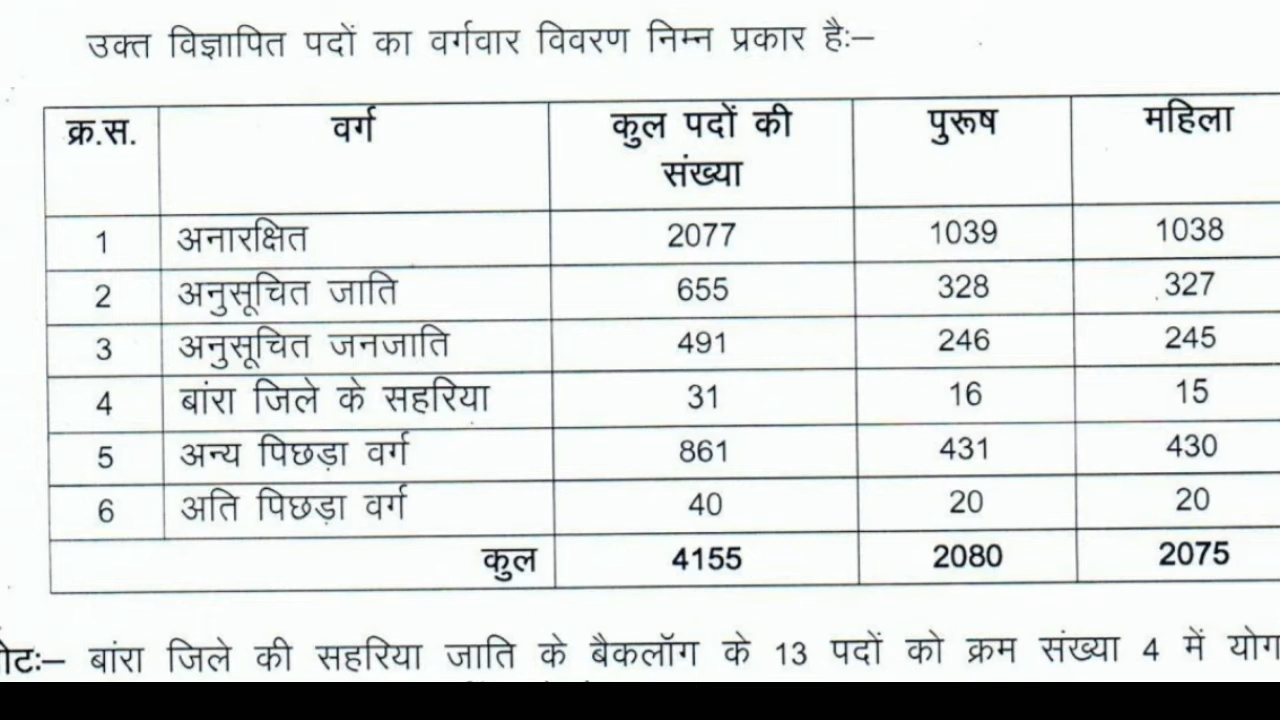 उक्त विज्ञापित पदों का वर्गवार विवरण निम्न प्रकार हैः–
क्र.स. वर्ग कुल पदों की संख्या पुरूष महिला
1 अनारक्षित 2077 1039 1038
2 अनुसूचित जाति 655 328 327
3 अनुसूचित जनजाति 491 246 245
4 बांरा जिले के सहरिया 31 16 15
5 अन्य पिछड़ा वर्ग 861 431 430
6 अति पिछड़ा वर्ग 40 20 20
कुल 4155 2080 2075
बांरा जिले की सहरिया जाति के बैकलॉग के 13 पदों को क्रम संख्या 4 में योग